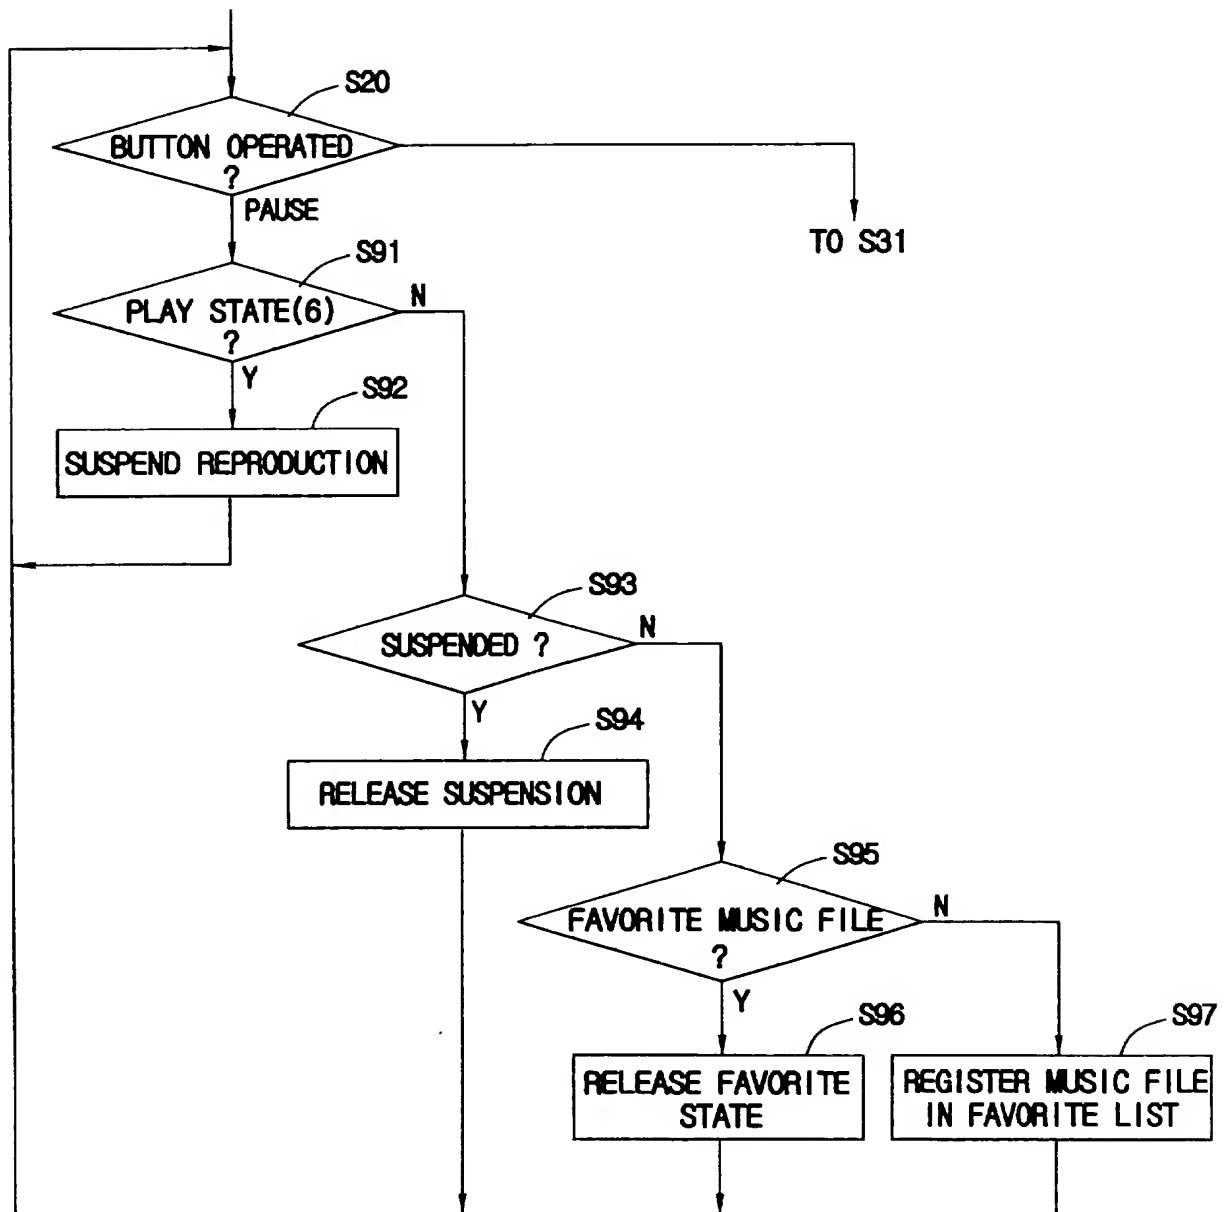 S20
BUTTON OPERATED
?
PAUSE
TO S31
S91
PLAY STATE(6)
?
N
Y
S92
SUSPEND REPRODUCTION
S93
SUSPENDED ?
N
Y
S94
RELEASE SUSPENSION
S95
FAVORITE MUSIC FILE
?
N
Y
S96
RELEASE FAVORITE
STATE
S97
REGISTER MUSIC FILE
IN FAVORITE LIST